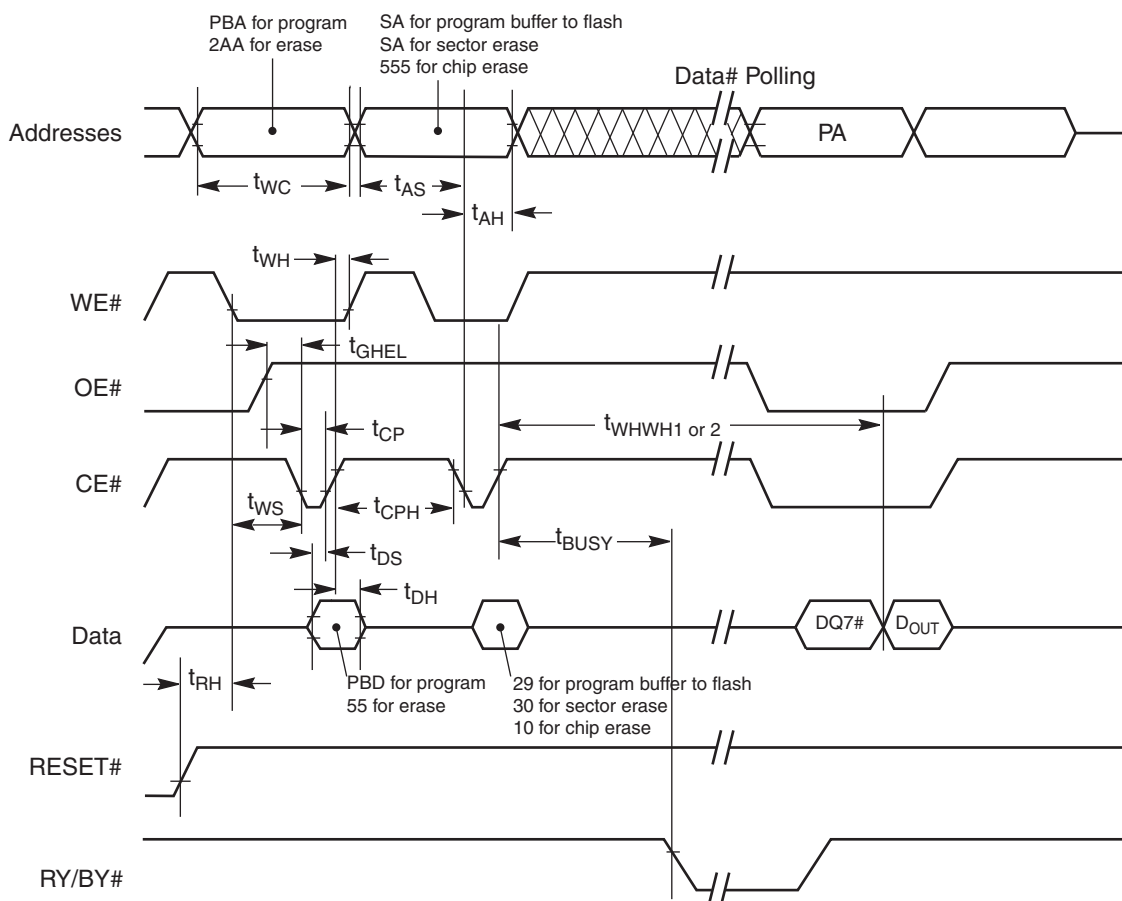 PBA for program
2AA for erase
SA for program buffer to flash
SA for sector erase
555 for chip erase
Data# Polling
Addresses
PA
tWC
tAS
tAH
tWH
WE#
tGHEL
OE#
tWHWH1 or 2
tCP
CE#
tWS
tCPH
tBUSY
tDS
tDH
Data
DQ7#
DOUT
tRH
PBD for program
55 for erase
29 for program buffer to flash
30 for sector erase
10 for chip erase
RESET#
RY/BY#